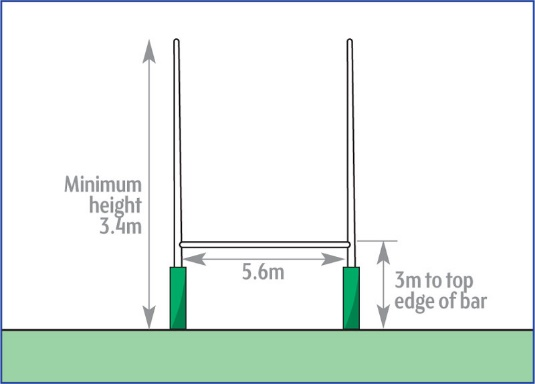 Minimum
height
3.4m
5.6m
3m to top
edge of bar